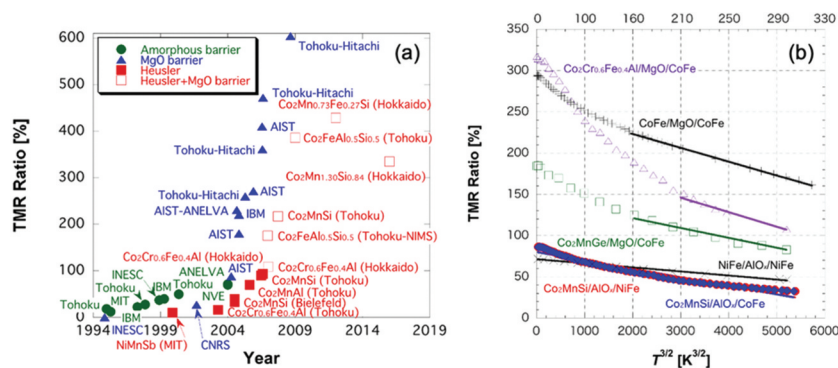 (a)
TMR Ratio [%]
600
500
400
300
200
100
0
1994
1999
2004
2009
2014
2019
Year
Amorphous barrier
MgO barrier
Heusler
Heusler+MgO barrier
Tohoku-Hitachi
Tohoku-Hitachi
Co2Mn0.73Fe0.27Si (Hokkaido)
AIST
Co2FeAl0.5Si0.5 (Tohoku)
Tohoku-Hitachi
Co2Mn1.30Si0.84 (Hokkaido)
Tohoku-Hitachi
AIST
AIST-ANELVA
IBM
Co2MnSi (Tohoku)
AIST
Co2FeAl0.5Si0.5 (Tohoku-NIMS)
Co2Cr0.6Fe0.4Al (Hokkaido)
INESC
ANELVA
AIST
Co2Cr0.6Fe0.4Al (Hokkaido)
Tohoku
IBM
Tohoku
Co2MnSi (Tohoku)
Tohoku
MIT
NVE
Co2MnAl (Tohoku)
Co2MnSi (Bielefeld)
IBM
Co2Cr0.6Fe0.4Al (Tohoku)
INESC
NiMnSb (MIT)
CNRS
(b)
0
160
210
260
290
310
330
TMR Ratio [%]
350
300
250
200
150
100
50
0
0
1000
2000
3000
4000
5000
6000
T3/2 [K3/2]
Co2Cr0.6Fe0.4Al/MgO/CoFe
CoFe/MgO/CoFe
Co2MnGe/MgO/CoFe
NiFe/AlOx/NiFe
Co2MnSi/AlOx/NiFe
Co2MnSi/AlOx/CoFe